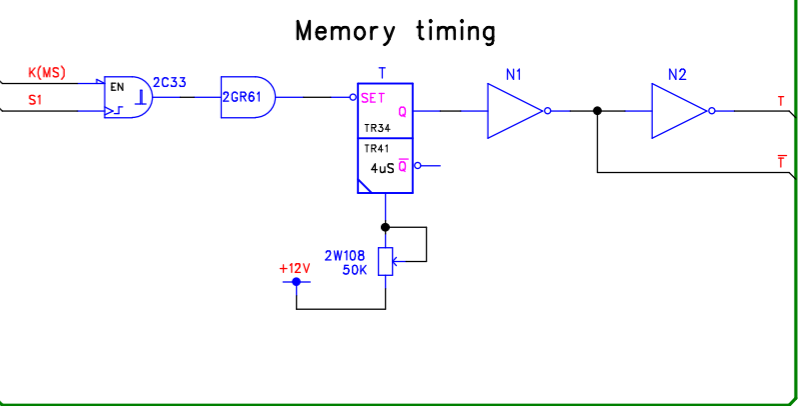 Memory timing
K(MS)
S1
EN
2C33
2GR61
T
SET
Q
TR34
TR41
4uS Q̅
N1
N2
T
T̅
2W108
50K
+12V